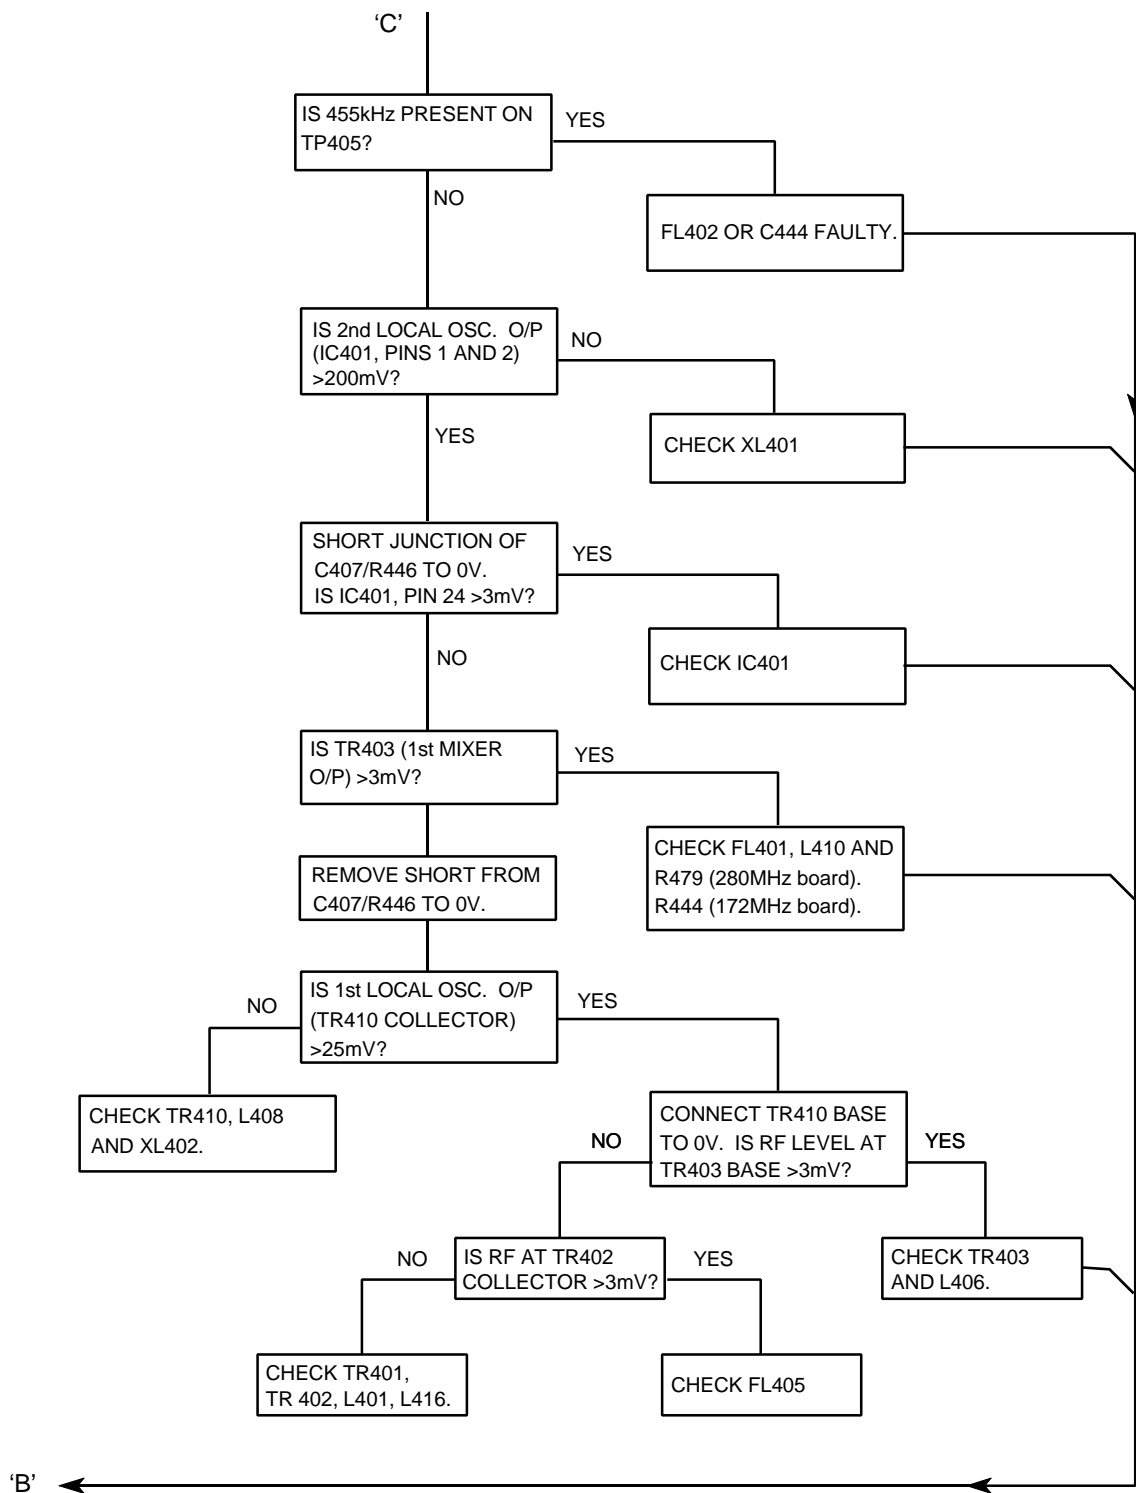 ‘C’
IS 455kHz PRESENT ON
TP405?
YES
NO
FL402 OR C444 FAULTY.
IS 2nd LOCAL OSC. O/P
(IC401, PINS 1 AND 2)
>200mV?
NO
YES
CHECK XL401
SHORT JUNCTION OF
C407/R446 TO 0V.
IS IC401, PIN 24 >3mV?
YES
NO
CHECK IC401
IS TR403 (1st MIXER
O/P) >3mV?
YES
CHECK FL401, L410 AND
R479 (280MHz board).
R444 (172MHz board).
REMOVE SHORT FROM
C407/R446 TO 0V.
IS 1st LOCAL OSC. O/P
(TR410 COLLECTOR)
>25mV?
NO
YES
CHECK TR410, L408
AND XL402.
CONNECT TR410 BASE
TO 0V. IS RF LEVEL AT
TR403 BASE >3mV?
NO
YES
IS RF AT TR402
COLLECTOR >3mV?
NO
YES
CHECK TR403
AND L406.
CHECK TR401,
TR 402, L401, L416.
CHECK FL405
‘B’